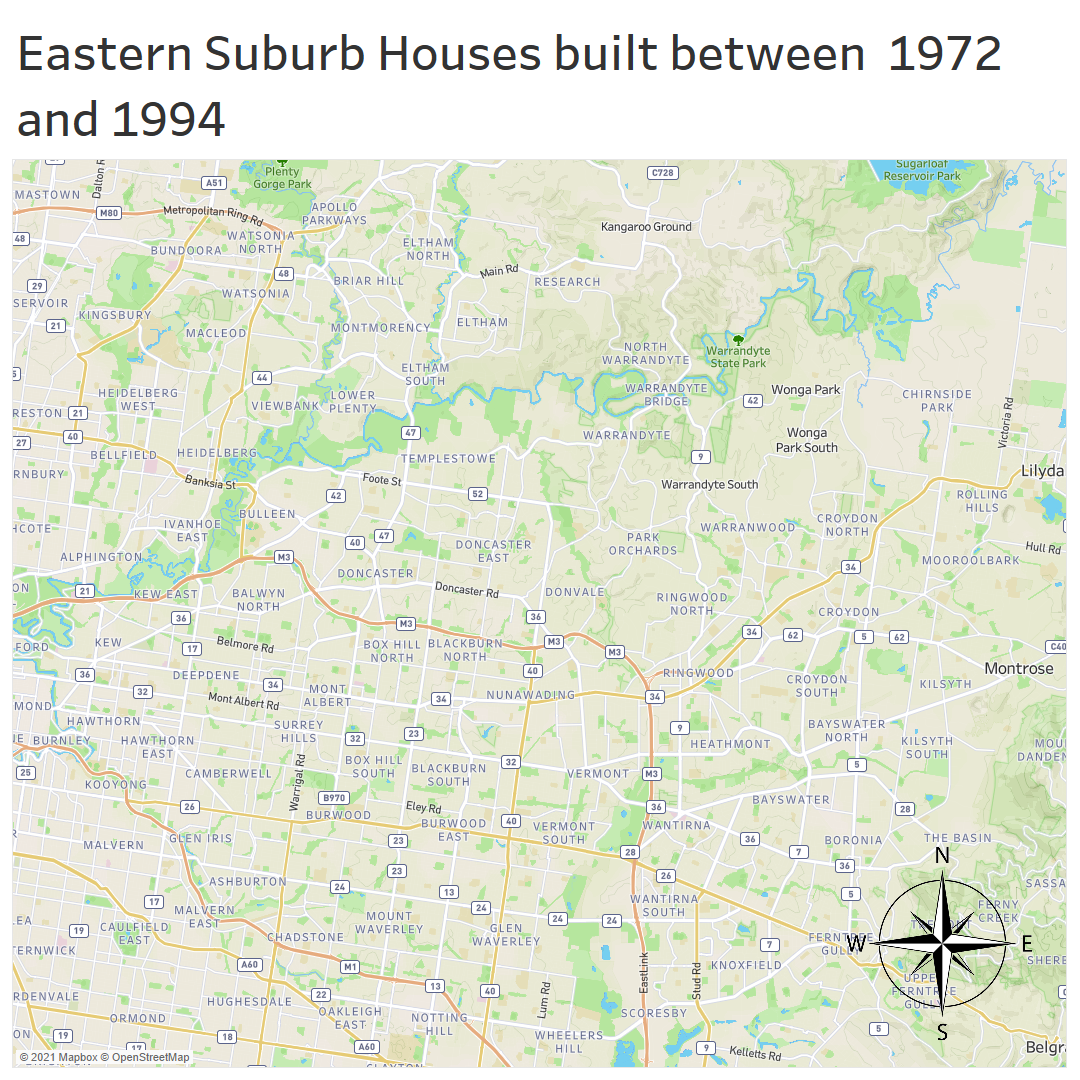 Eastern Suburb Houses built between 1972
and 1994
Plenty
Gorge Park
Sugarloaf
Reservoir Park
Dalton R
A51
C728
MASTOWN
M80
Metropolitan Ring Rd
APOLLO
PARKWAYS
Kangaroo Ground
48
BUNDOORA
WATSONIA
NORTH
ELTHAM
NORTH
48
Main Rd
RESEARCH
BRIAR HILL
29
WATSONIA
SERVOIR
KINGSBURY
21
MACLEOD
MONTMORENCY
ELTHAM
NORTH
WARRANDYTE
Warrandyte
State Park
44
ELTHAM
SOUTH
HEIDELBERG
WEST
VIEWBANK
LOWER
PLENTY
WARRANDYTE
BRIDGE
42
Wonga Park
CHIRNSIDE
PARK
Victoria Rd
RESTON
21
40
27
47
WARRANDYTE
Wonga
Park South
BELLFIELD
HEIDELBERG
TEMPLESTOWE
9
RNBURY
Banksia St
Foote St
Warrandyte South
Lilyda
42
52
ROLLING
HILLS
HCOTE
IVANHOE
EAST
BULLEEN
40
47
WARRANWOOD
CROYDON
NORTH
ALPHINGTON
M3
DONCASTER
EAST
PARK
ORCHARDS
Hull Rd
MOOROOLBARK
34
DONCASTER
ON
21
KEW EAST
BALWYN
NORTH
Doncaster Rd
DONVALE
RINGWOOD
NORTH
CROYDON
36
M3
36
34
62
5
62
FORD
KEW
17
Belmore Rd
BOX HILL
NORTH
BLACKBURN
NORTH
M3
M3
C40
Montrose
36
DEEPDENE
40
RINGWOOD
CROYDON
SOUTH
KILSYTH
32
34
Mont Albert Rd
MONT
ALBERT
34
NUNAWADING
34
MOND
HAWTHORN
SURREY
HILLS
9
BAYSWATER
NORTH
BURNLEY
HAWTHORN
EAST
32
23
HEATHMONT
KILSYTH
SOUTH
MOU
DANDEN
25
KOOYONG
CAMBERWELL
Warrigal Rd
BOX HILL
SOUTH
BLACKBURN
SOUTH
32
VERMONT
M3
5
26
B970
BURWOOD
Eley Rd
BURWOOD
EAST
40
36
BAYSWATER
28
MALVERN
GLEN IRIS
23
VERMONT
SOUTH
WANTIRNA
36
BORONIA
THE BASIN
23
28
7
36
N
ASHBURTON
24
13
26
5
SASSA
17
MALVERN
EAST
24
WANTIRNA
SOUTH
FERNY
CREEK
LEA
19
CAULFIELD
EAST
CHADSTONE
MOUNT
WAVERLEY
GLEN
WAVERLEY
24
24
7
W
E
TERNWICK
A60
M1
KNOXFIELD
SHERE
RDENVALE
HUGHESDALE
22
13
40
Lum Rd
EastLink
Stud Rd
UPPE
FERNTREE
GULLY
ORMOND
OAKLEIGH
EAST
NOTTING
HILL
SCORESBY
5
S
ON
19
18
WHEELERS
HILL
9
Kelletts Rd
Belgr
17
A60
© 2021 Mapbox © OpenStreetMap